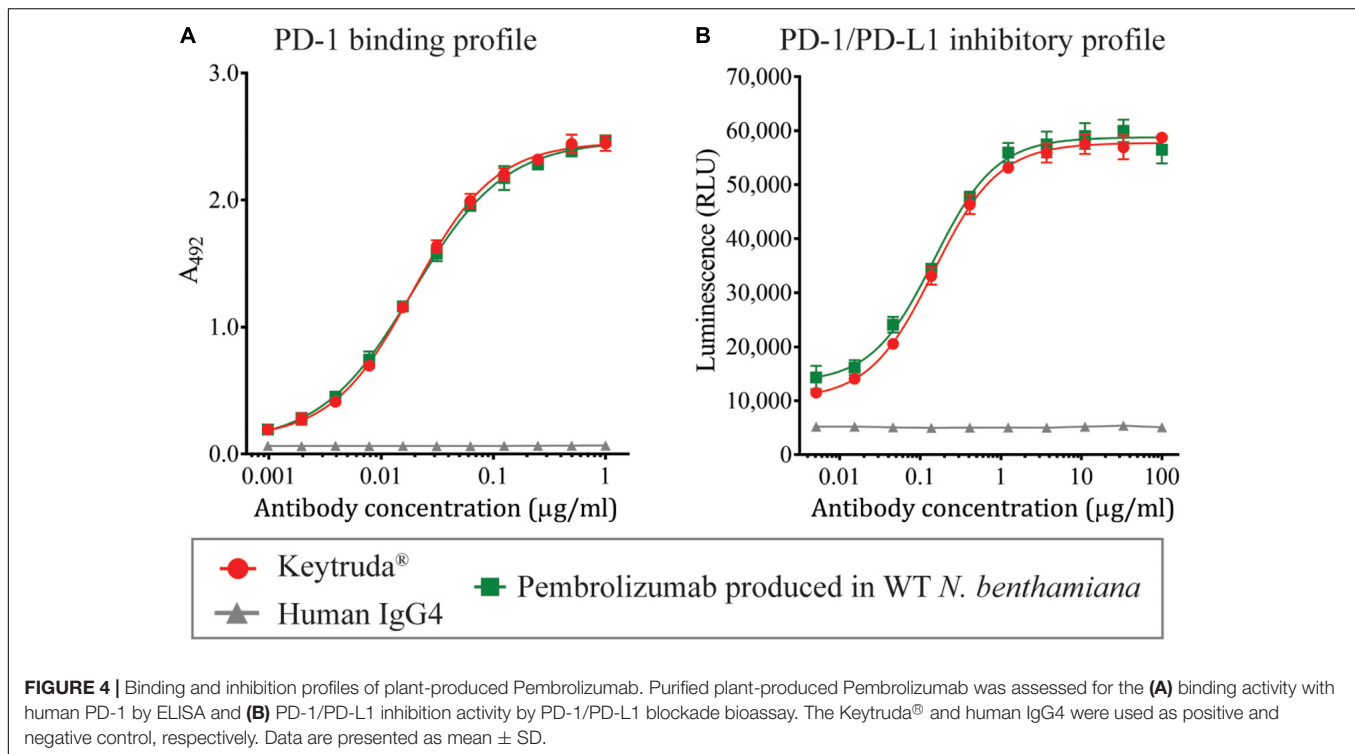 A
PD-1 binding profile
3.0
2.0
1.0
0.0
A492
0.001 0.01 0.1 1
Antibody concentration (µg/ml)
B
PD-1/PD-L1 inhibitory profile
70,000
60,000
50,000
40,000
30,000
20,000
10,000
0
Luminescence (RLU)
0.01 0.1 1 10 100
Antibody concentration (µg/ml)
Keytruda®
Human IgG4
Pembrolizumab produced in WT N. benthamiana
FIGURE 4 | Binding and inhibition profiles of plant-produced Pembrolizumab. Purified plant-produced Pembrolizumab was assessed for the (A) binding activity with
human PD-1 by ELISA and (B) PD-1/PD-L1 inhibition activity by PD-1/PD-L1 blockade bioassay. The Keytruda® and human IgG4 were used as positive and
negative control, respectively. Data are presented as mean ± SD.